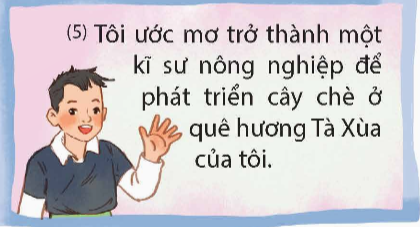 (5) Tôi ước mơ trở thành một
kĩ sư nông nghiệp để
phát triển cây chè ở
quê hương Tà Xùa
của tôi.